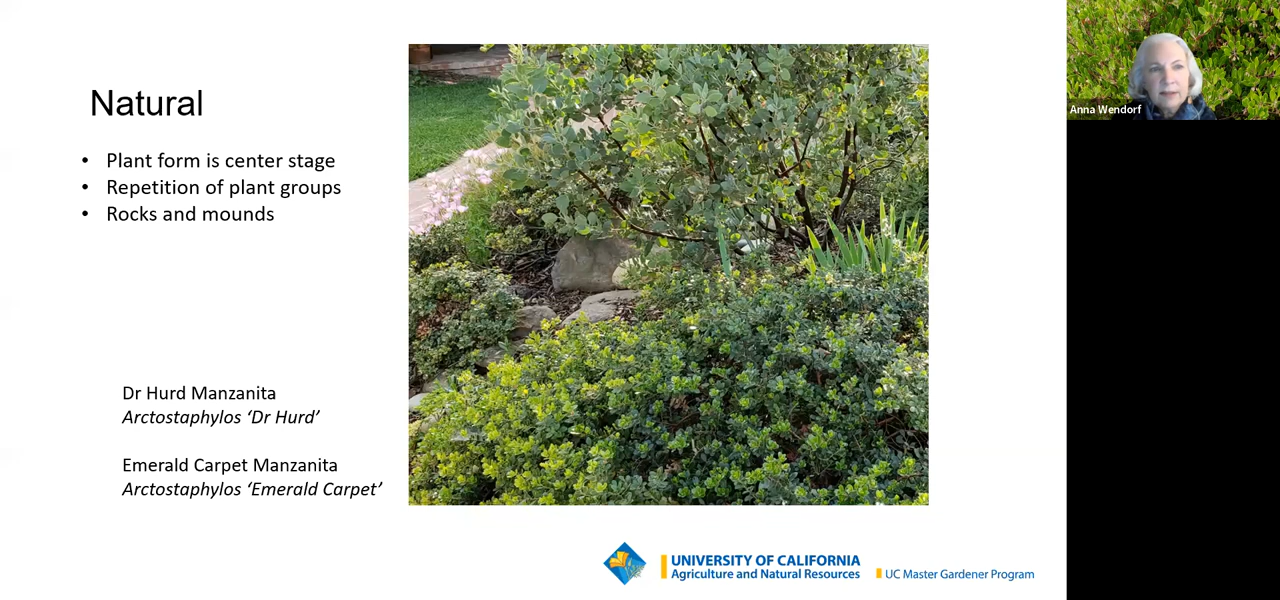 Natural
• Plant form is center stage
• Repetition of plant groups
• Rocks and mounds
Dr Hurd Manzanita
Arctostaphylos ‘Dr Hurd’
Emerald Carpet Manzanita
Arctostaphylos ‘Emerald Carpet’
UNIVERSITY OF CALIFORNIA
Agriculture and Natural Resources
UC Master Gardener Program
Anna Wendorf